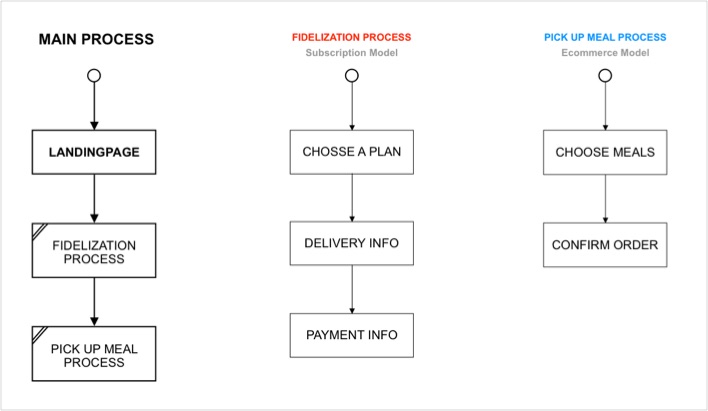 MAIN PROCESS
LANDINGPAGE
FIDELIZATION
PROCESS
PICK UP MEAL
PROCESS
FIDELIZATION PROCESS
Subscription Model
CHOSSE A PLAN
DELIVERY INFO
PAYMENT INFO
PICK UP MEAL PROCESS
Ecommerce Model
CHOOSE MEALS
CONFIRM ORDER